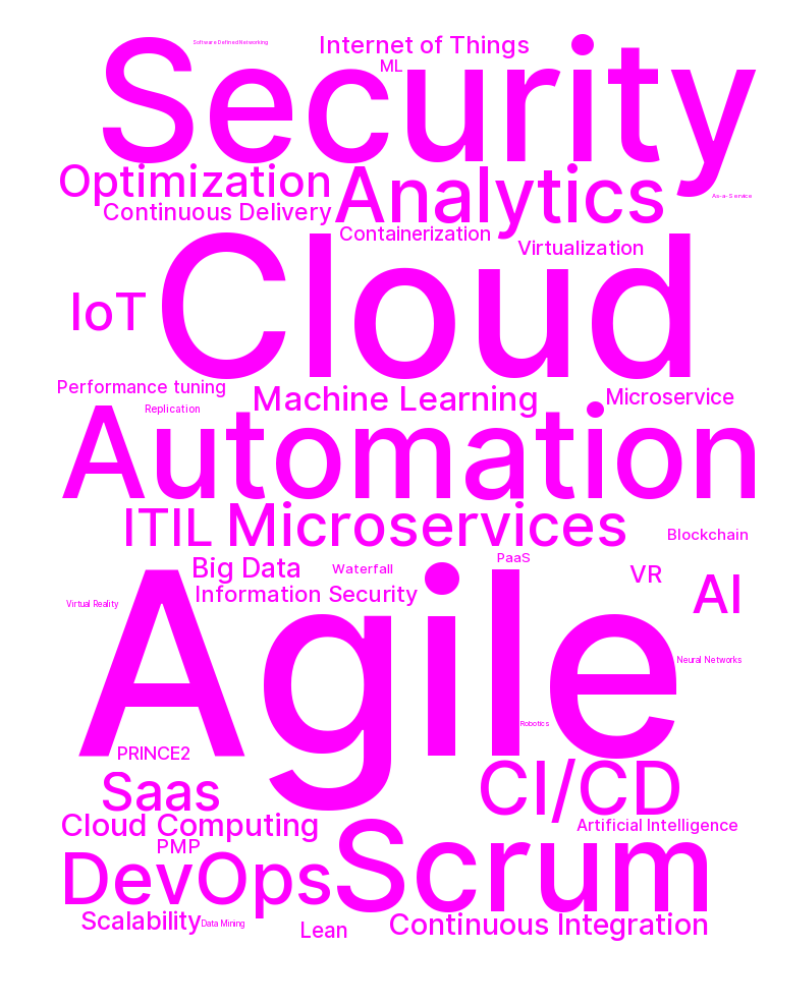 Software Defined Networking
Internet of Things
ML
Security
Optimization
Analytics
As-a-Service
Continuous Delivery
Containerization
Virtualization
Cloud
IoT
Performance tuning
Machine Learning
Microservice
Replication
Automation
ITIL
Microservices
Blockchain
Big Data
Waterfall
PaaS
VR
AI
Information Security
Virtual Reality
Agile
Neural Networks
Robotics
PRINCE2
Saas
CI/CD
Cloud Computing
Artificial Intelligence
PMP
DevOps
Scrum
Scalability
Data Mining
Lean
Continuous Integration